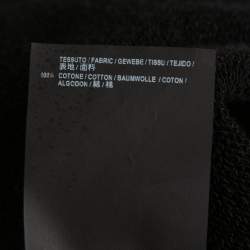 TESSUTO / FABRIC / GEWEBE / TISSU / TEJIDO /
表地 / 面料
100% COTONE / COTTON / BAUMWOLLE / COTON /
ALGODON / 綿 / 棉